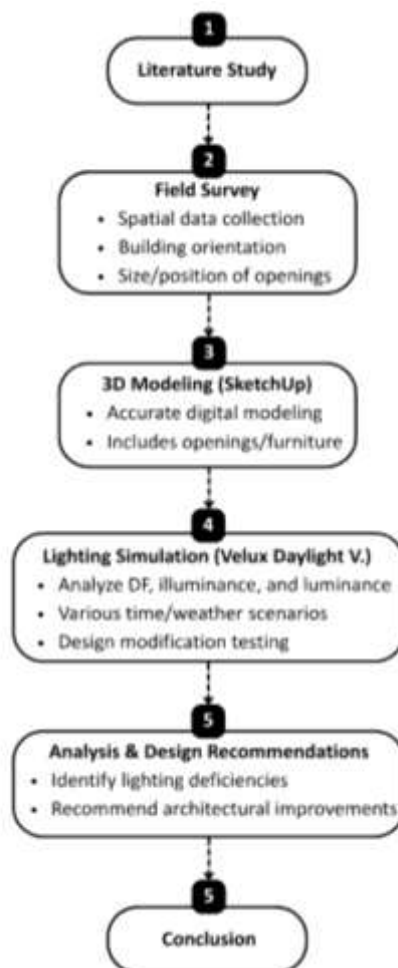 1
Literature Study
2
Field Survey
• Spatial data collection
• Building orientation
• Size/position of openings
3
3D Modeling (SketchUp)
• Accurate digital modeling
• Includes openings/furniture
4
Lighting Simulation (Velux Daylight V.)
• Analyze DF, illuminance, and luminance
• Various time/weather scenarios
• Design modification testing
5
Analysis & Design Recommendations
• Identify lighting deficiencies
• Recommend architectural improvements
5
Conclusion